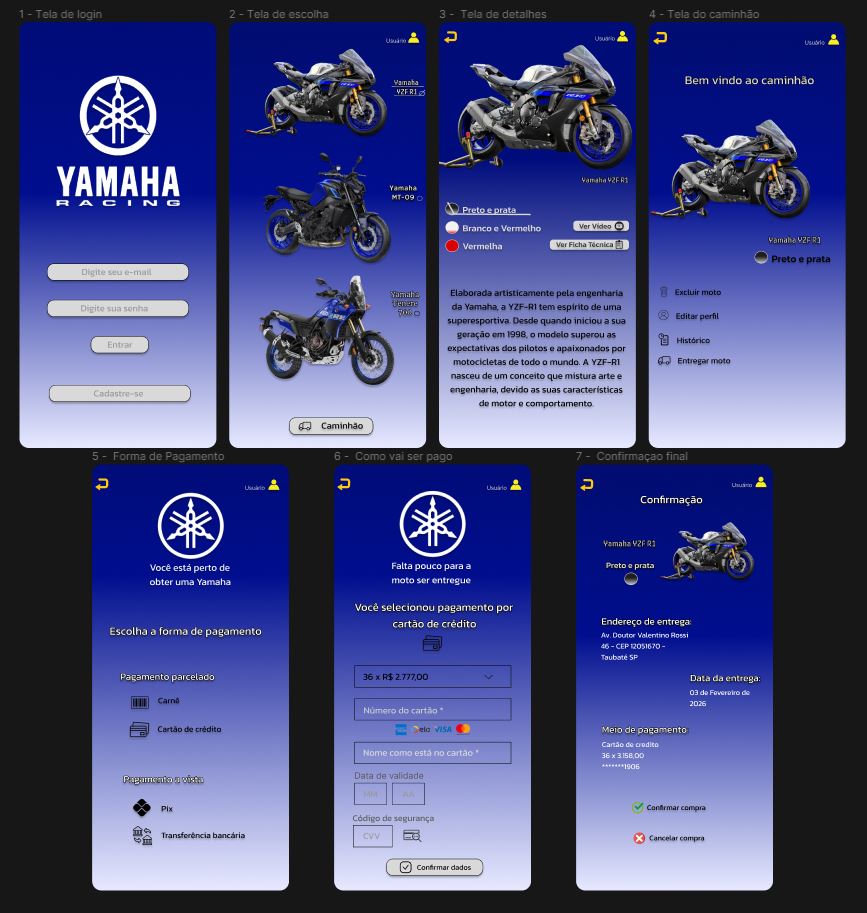 1 - Tela de login
YAMAHA
RACING
Digite seu e-mail
Digite sua senha
Entrar
Cadastre-se
2 - Tela de escolha
Usuário
Yamaha
YZF R1
Yamaha
MT-09
Yamaha
Tenere
700
Caminhão
3 - Tela de detalhes
Usuário
Yamaha YZF R1
Preto e prata
Branco e Vermelho
Vermelha
Ver Vídeo
Ver Ficha Técnica
Elaborada artisticamente pela engenharia
da Yamaha, a YZF-R1 tem espírito de uma
superesportiva. Desde quando iniciou a sua
geração em 1998, o modelo superou as
expectativas dos pilotos e apaixonados por
motocicletas de todo o mundo. A YZF-R1
nasceu de um conceito que mistura arte e
engenharia, devido as suas características
de motor e comportamento.
4 - Tela do caminhão
Usuário
Bem vindo ao caminhão
Yamaha YZF R1
Preto e prata
Excluir moto
Editar perfil
Histórico
Entregar moto
5 - Forma de Pagamento
Usuário
Você está perto de
obter uma Yamaha
Escolha a forma de pagamento
Pagamento parcelado
Carnê
Cartão de crédito
Pagamento a vista
Pix
Transferência bancária
6 - Como vai ser pago
Usuário
Falta pouco para a
moto ser entregue
Você selecionou pagamento por
cartão de crédito
36 x R$ 2.777,00
Número do cartão *
elo VISA
Nome como está no cartão *
Data de validade
MM AA
Código de segurança
CVV
Confirmar dados
7 - Confirmaçao final
Usuário
Confirmação
Yamaha YZF R1
Preto e prata
Endereço de entrega:
Av. Doutor Valentino Rossi
46 - CEP 12051670 -
Taubaté SP
Data da entrega:
03 de Fevereiro de
2026
Meio de pagamento:
Cartão de credito
36 x 3.158,00
*******1906
Confirmar compra
Cancelar compra